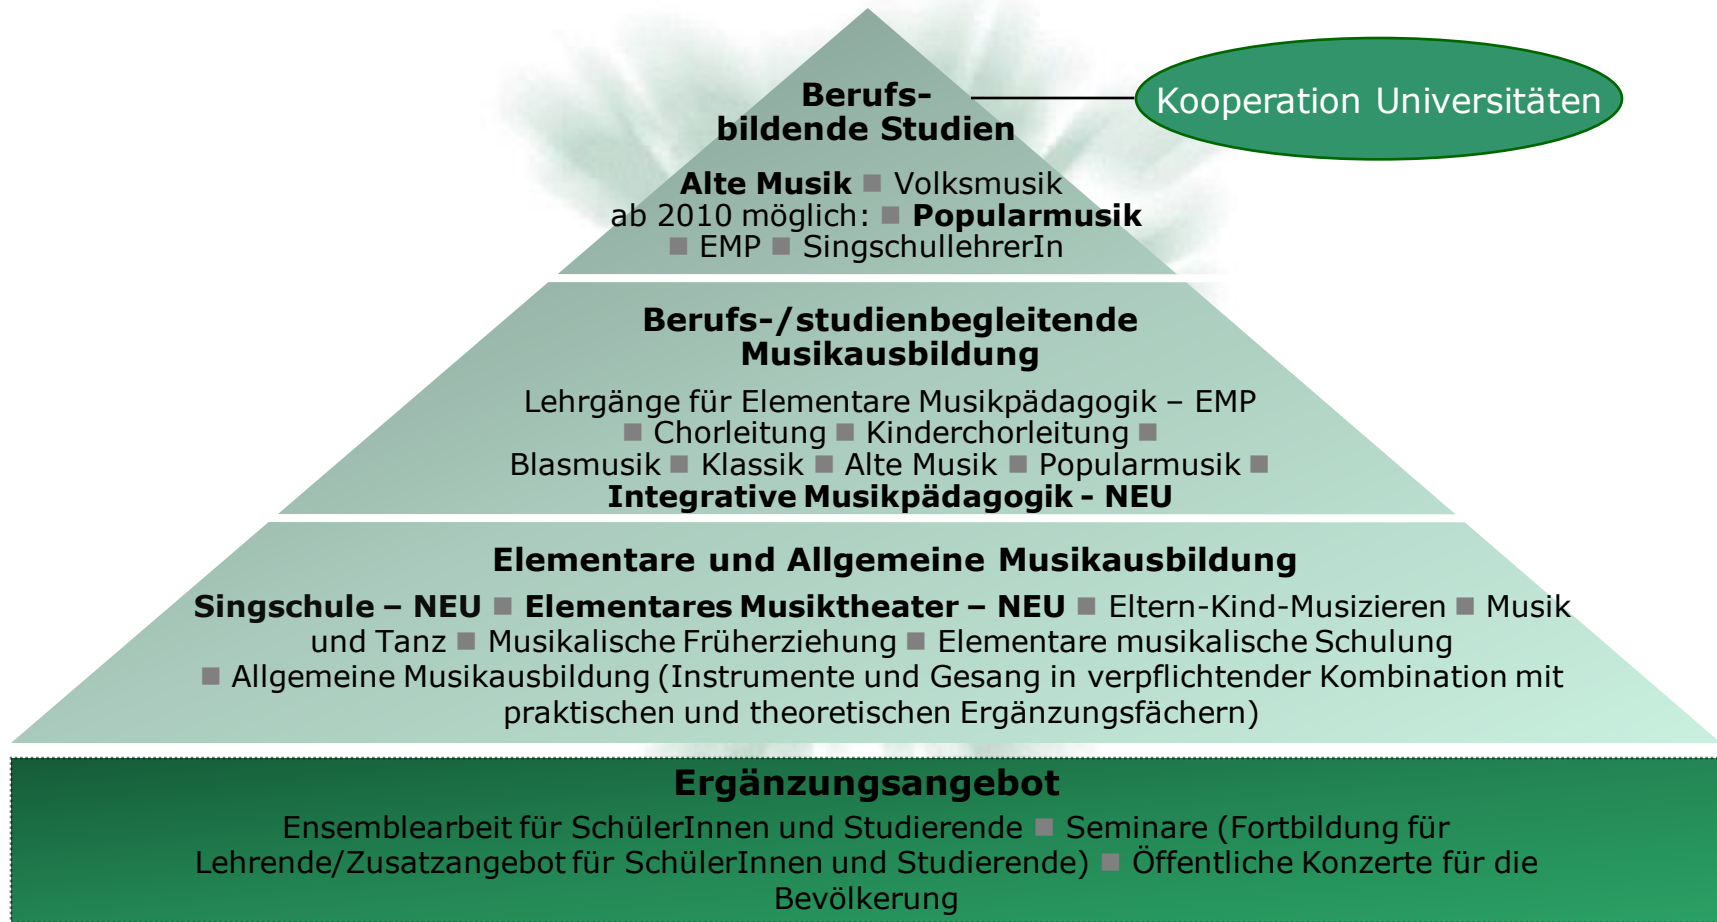 Berufs-
bildende Studien
Kooperation Universitäten
Alte Musik ■ Volksmusik
ab 2010 möglich: ■ Popularmusik
■ EMP ■ SingschullehrerIn
Berufs-/studienbegleitende
Musikausbildung
Lehrgänge für Elementare Musikpädagogik – EMP
■ Chorleitung ■ Kinderchorleitung ■
Blasmusik ■ Klassik ■ Alte Musik ■ Popularmusik ■
Integrative Musikpädagogik - NEU
Elementare und Allgemeine Musikausbildung
Singschule – NEU ■ Elementares Musiktheater – NEU ■ Eltern-Kind-Musizieren ■ Musik
und Tanz ■ Musikalische Früherziehung ■ Elementare musikalische Schulung
■ Allgemeine Musikausbildung (Instrumente und Gesang in verpflichtender Kombination mit
praktischen und theoretischen Ergänzungsfächern)
Ergänzungsangebot
Ensemblearbeit für SchülerInnen und Studierende ■ Seminare (Fortbildung für
Lehrende/Zusatzangebot für SchülerInnen und Studierende) ■ Öffentliche Konzerte für die
Bevölkerung